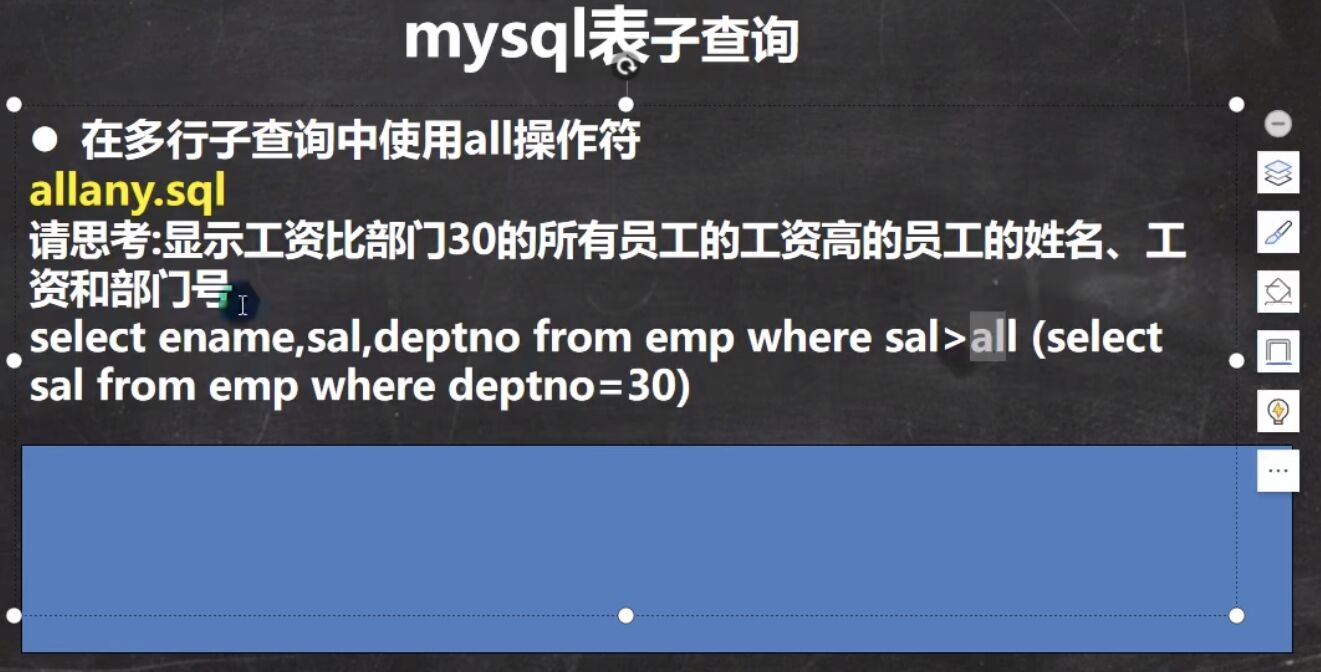 mysql表子查询
● 在多行子查询中使用all操作符
allany.sql
请思考:显示工资比部门30的所有员工的工资高的员工的姓名、工
资和部门号
select ename,sal,deptno from emp where sal>all (select
sal from emp where deptno=30)